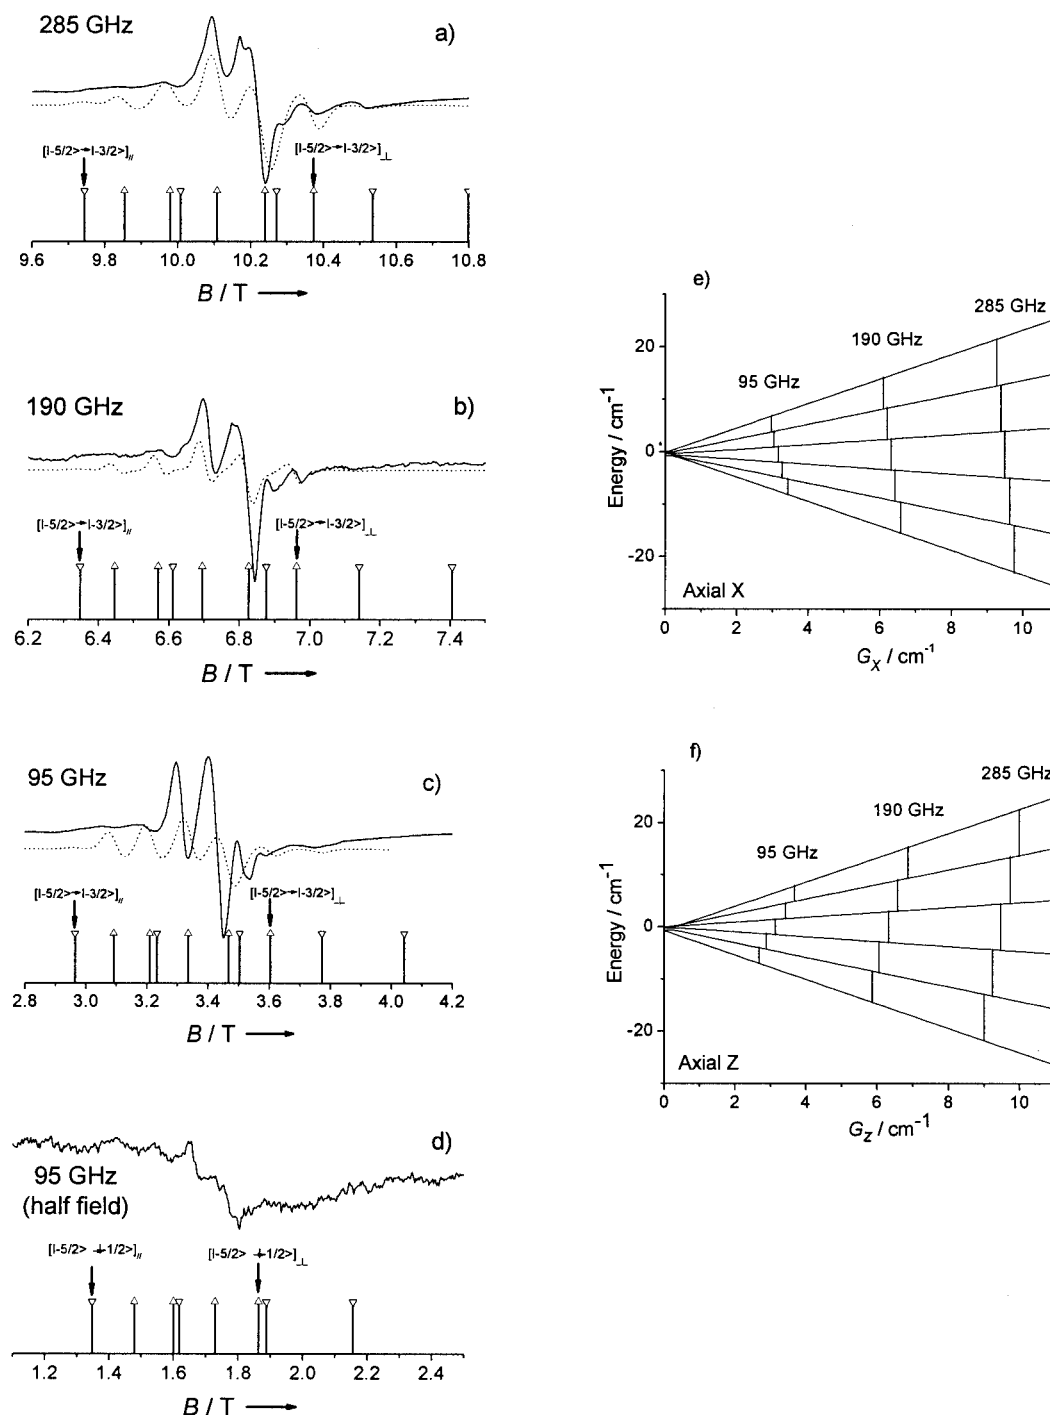 285 GHz
a)
[I-5/2>➔I-3/2>]//
[I-5/2>➔I-3/2>]⊥
9.6 9.8 10.0 10.2 10.4 10.6 10.8
B / T
190 GHz
b)
[I-5/2>➔I-3/2>]//
[I-5/2>➔I-3/2>]⊥
6.2 6.4 6.6 6.8 7.0 7.2 7.4
B / T
95 GHz
c)
[I-5/2>➔I-3/2>]//
[I-5/2>➔I-3/2>]⊥
2.8 3.0 3.2 3.4 3.6 3.8 4.0 4.2
B / T
d)
95 GHz
(half field)
[I-5/2> 1/2>]//
[I-5/2> 1/2>]⊥
1.2 1.4 1.6 1.8 2.0 2.2 2.4
B / T
e)
285 GHz
190 GHz
95 GHz
20
0
-20
Energy / cm-1
Axial X
0 2 4 6 8 10
GX / cm-1
f)
285 GHz
190 GHz
95 GHz
20
0
-20
Energy / cm-1
Axial Z
0 2 4 6 8 10
GZ / cm-1